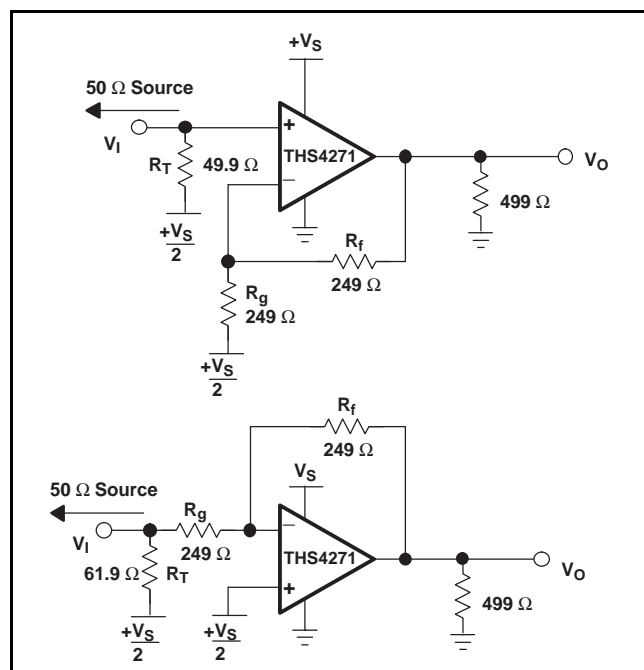 +VS
50 Ω Source
VI
+
THS4271
VO
RT
49.9 Ω
−
499 Ω
+VS
2
Rf
249 Ω
Rg
249 Ω
+VS
2
Rf
249 Ω
VS
50 Ω Source
Rg
VI
249 Ω
−
THS4271
VO
61.9 Ω
RT
+
499 Ω
+VS
2
+VS
2